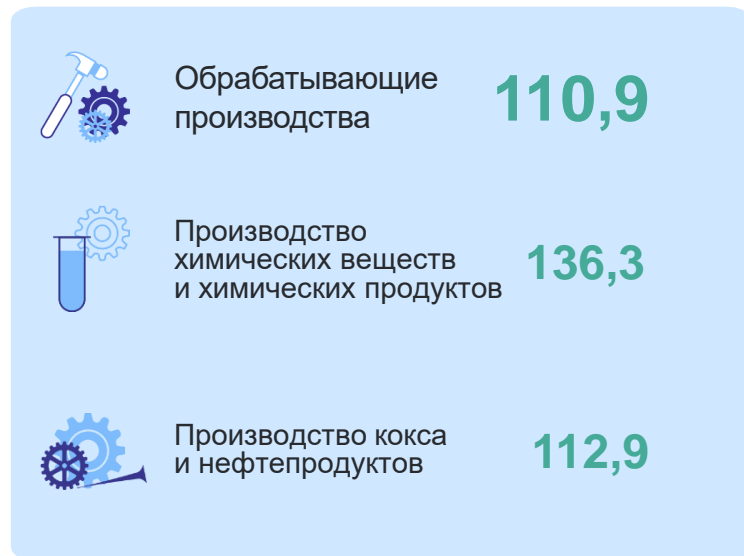 Обрабатывающие
производства
110,9
Производство
химических веществ
и химических продуктов
136,3
Производство кокса
и нефтепродуктов
112,9